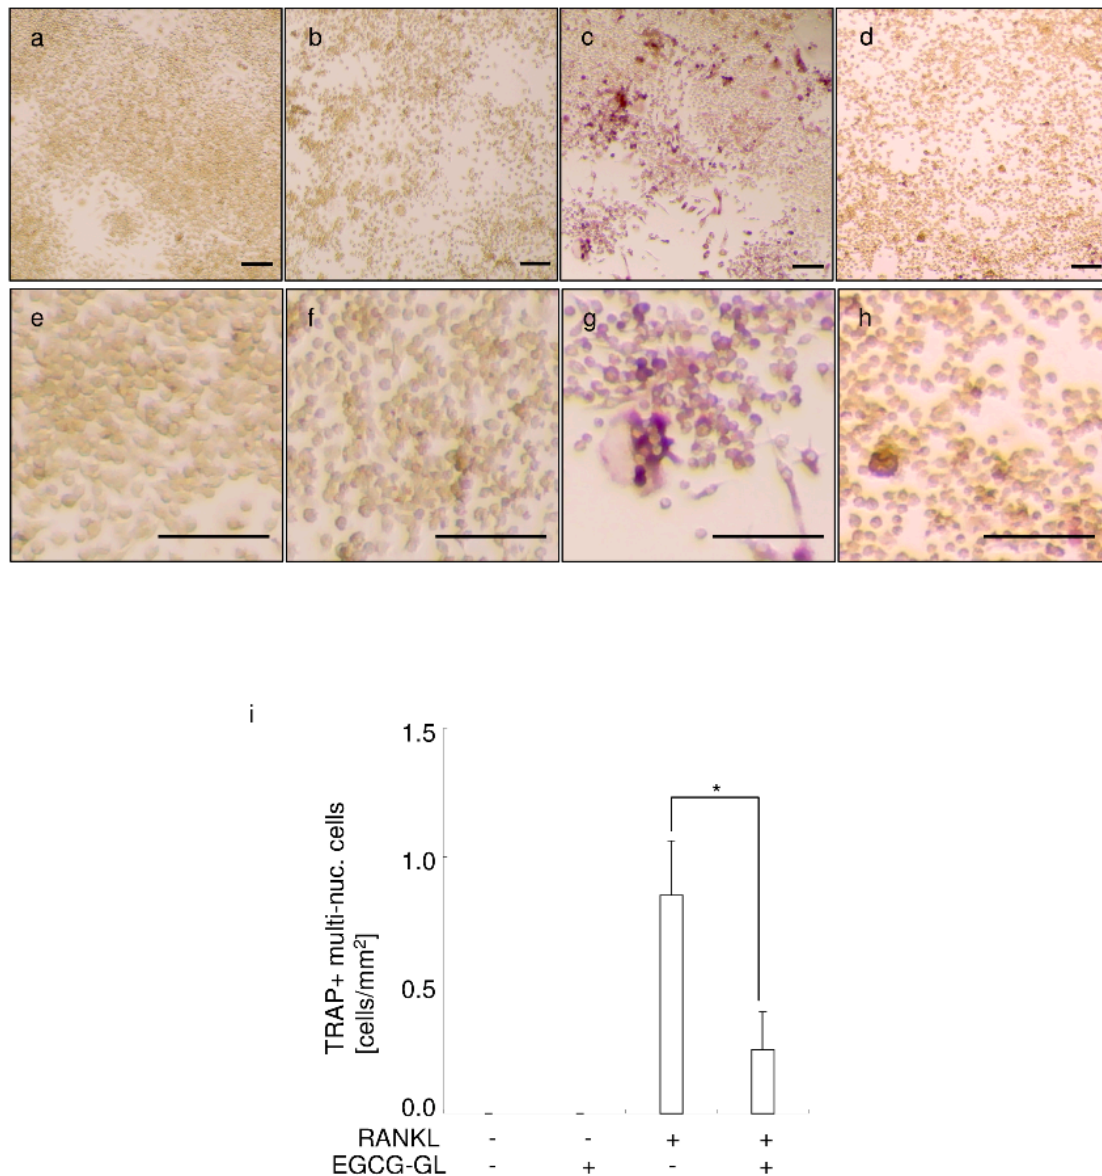 a b c d
e f g h
i
1.5
*
1.0
0.5
0.0
TRAP+ multi-nuc. cells
[cells/mm²]
RANKL - - + +
EGCG-GL - + - +